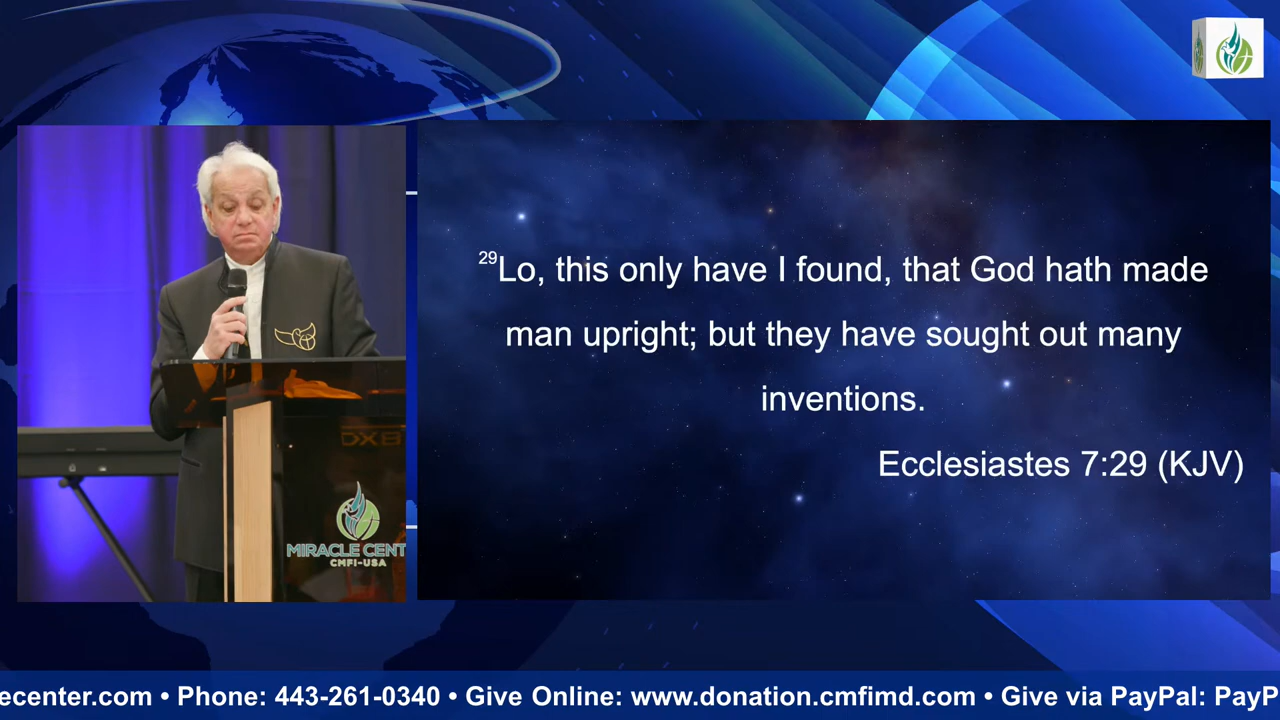 29Lo, this only have I found, that God hath made
man upright; but they have sought out many
inventions.
Ecclesiastes 7:29 (KJV)
DXB
MIRACLE CENT
CMFI-USA
ecenter.com • Phone: 443-261-0340 • Give Online: www.donation.cmfimd.com • Give via PayPal: PayP